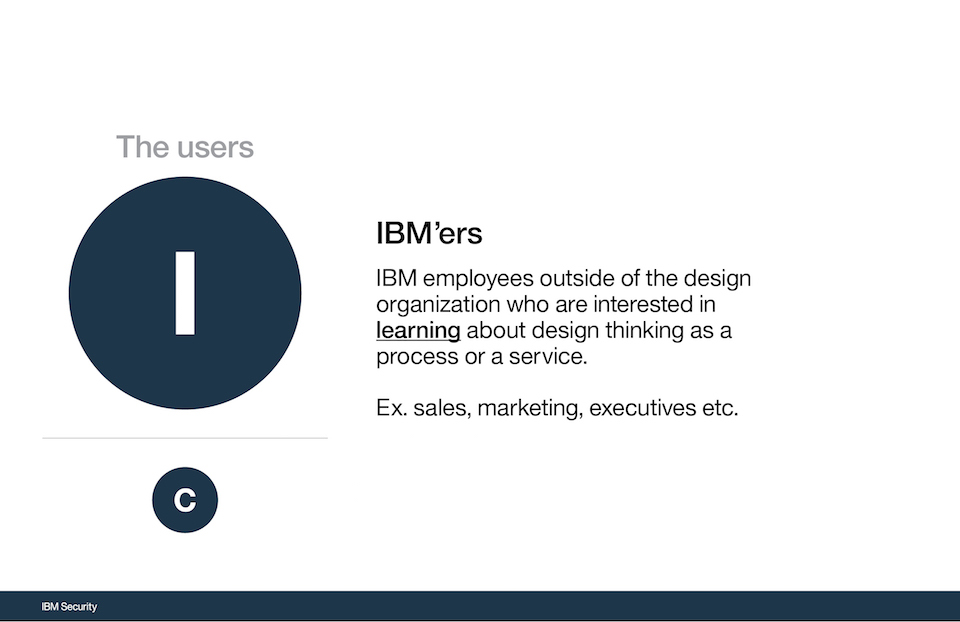 The users
I
IBM’ers
IBM employees outside of the design
organization who are interested in
learning about design thinking as a
process or a service.
Ex. sales, marketing, executives etc.
C
IBM Security